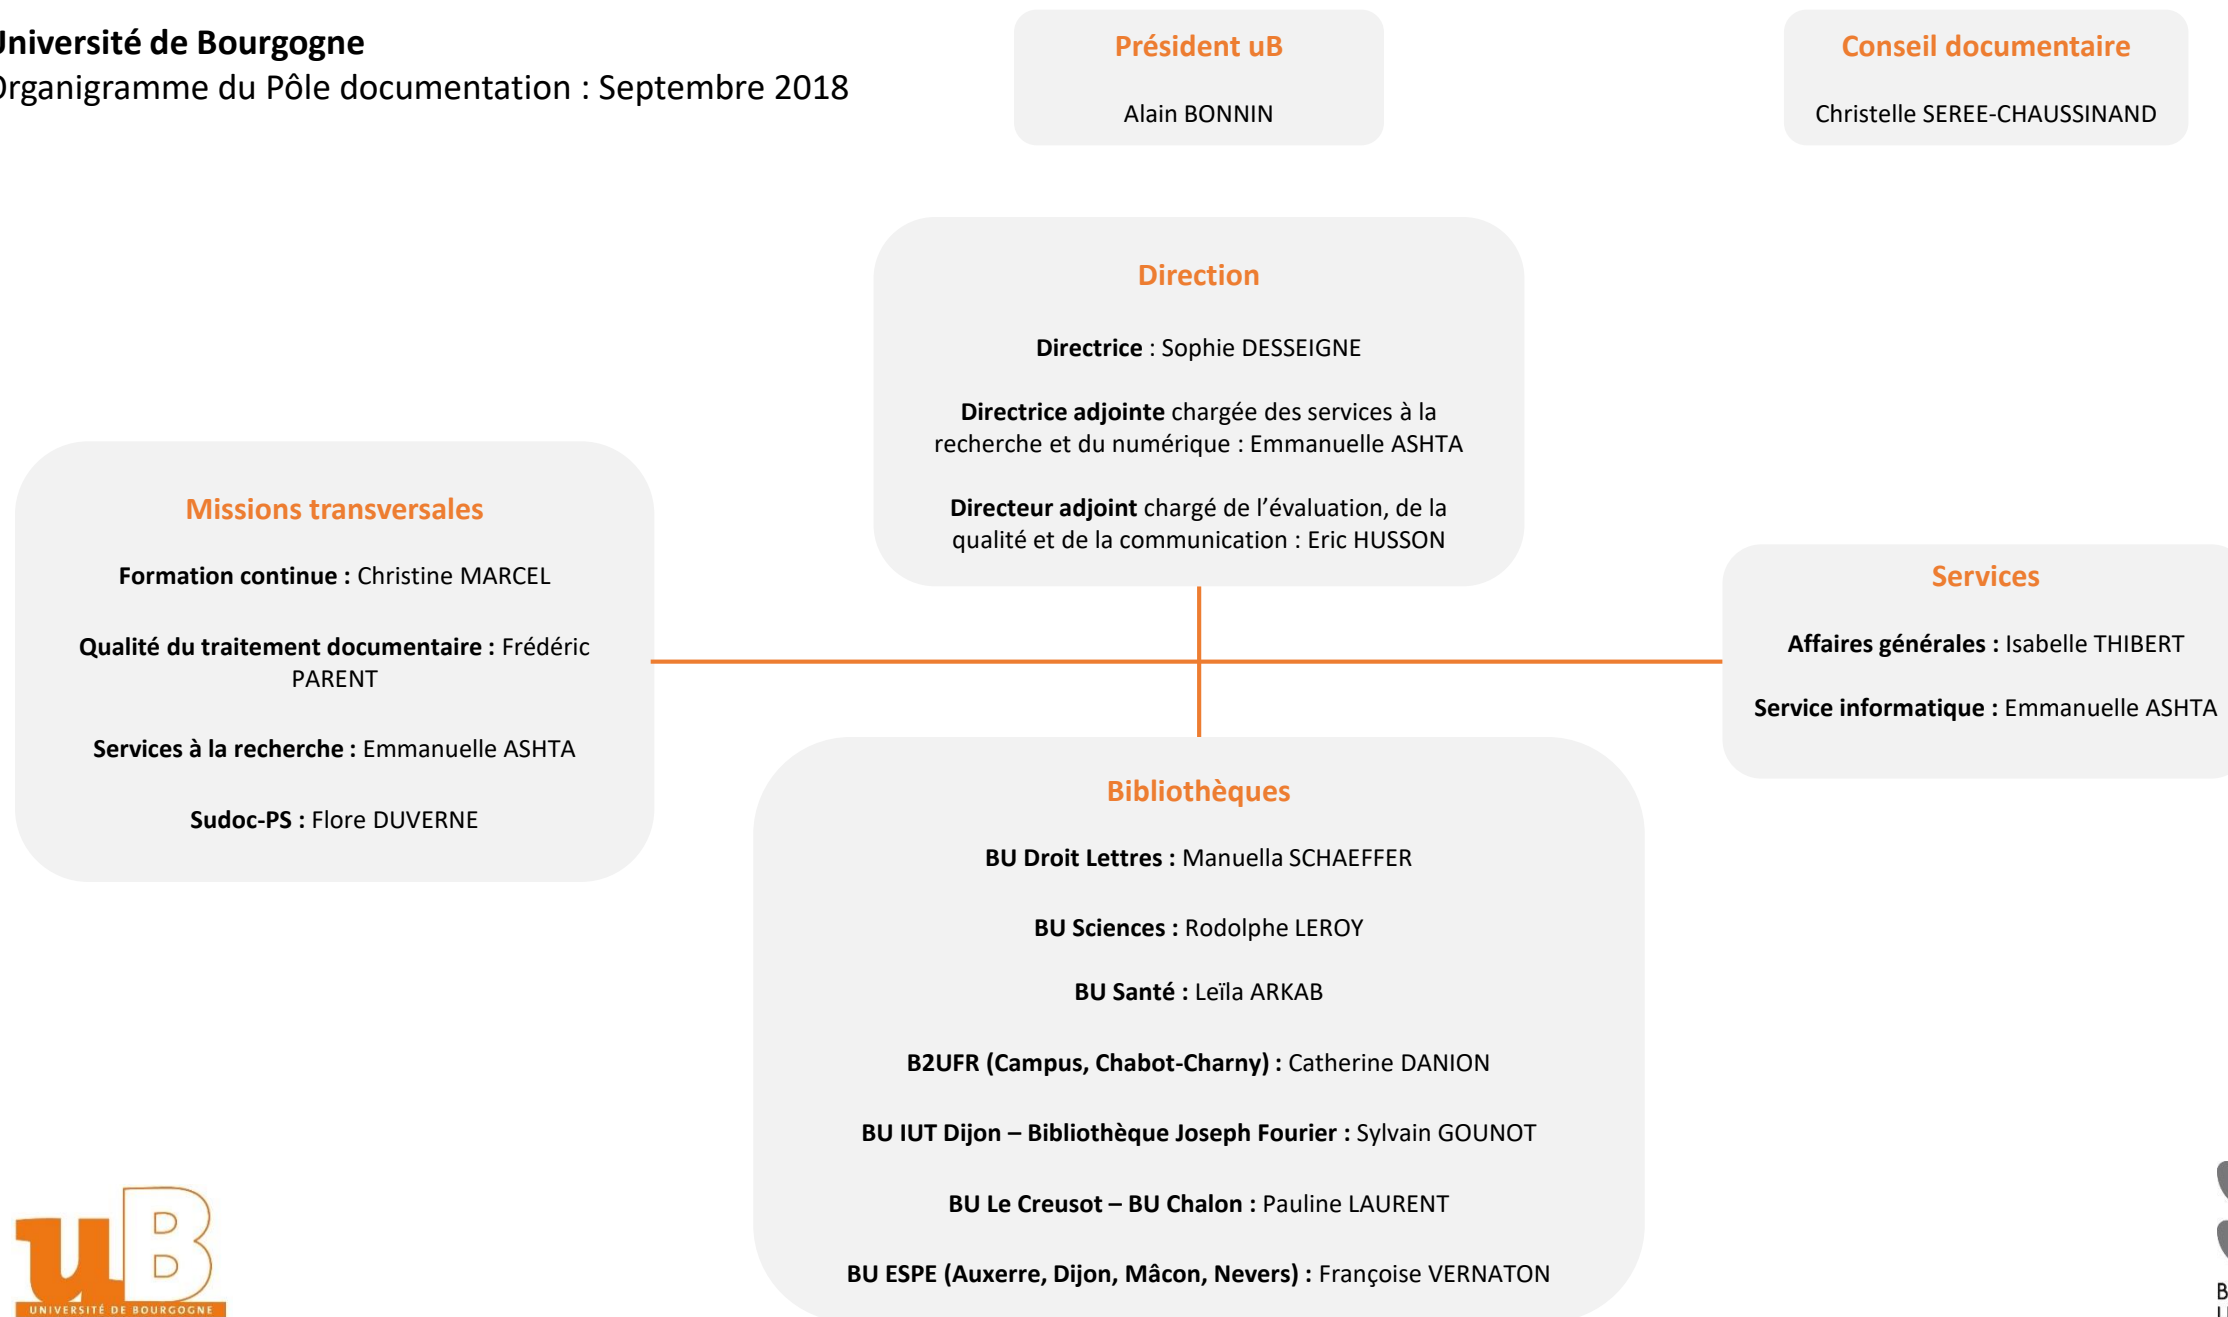 Université de Bourgogne
Organigramme du Pôle documentation : Septembre 2018
Président uB
Alain BONNIN
Conseil documentaire
Christelle SEREE-CHAUSSINAND
Direction
Directrice : Sophie DESSEIGNE
Directrice adjointe chargée des services à la
recherche et du numérique : Emmanuelle ASHTA
Directeur adjoint chargé de l’évaluation, de la
qualité et de la communication : Eric HUSSON
Missions transversales
Formation continue : Christine MARCEL
Qualité du traitement documentaire : Frédéric
PARENT
Services à la recherche : Emmanuelle ASHTA
Sudoc-PS : Flore DUVERNE
Services
Affaires générales : Isabelle THIBERT
Service informatique : Emmanuelle ASHTA
Bibliothèques
BU Droit Lettres : Manuella SCHAEFFER
BU Sciences : Rodolphe LEROY
BU Santé : Leïla ARKAB
B2UFR (Campus, Chabot-Charny) : Catherine DANION
BU IUT Dijon – Bibliothèque Joseph Fourier : Sylvain GOUNOT
BU Le Creusot – BU Chalon : Pauline LAURENT
BU ESPE (Auxerre, Dijon, Mâcon, Nevers) : Françoise VERNATON
uB
UNIVERSITÉ DE BOURGOGNE